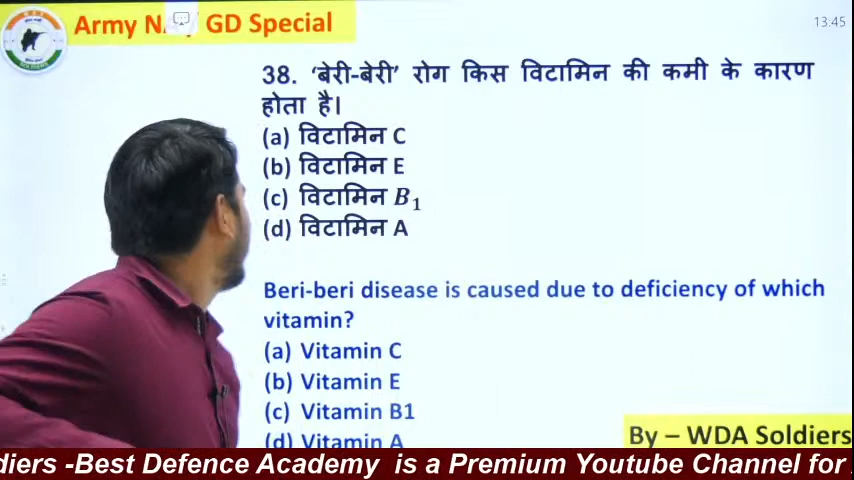 Army N GD Special
13:45
38. ‘बेरी-बेरी’ रोग किस विटामिन की कमी के कारण
होता है।
(a) विटामिन C
(b) विटामिन E
(c) विटामिन B₁
(d) विटामिन A
Beri-beri disease is caused due to deficiency of which
vitamin?
(a) Vitamin C
(b) Vitamin E
(c) Vitamin B1
(d) Vitamin A
By – WDA Soldiers
diers -Best Defence Academy is a Premium Youtube Channel for